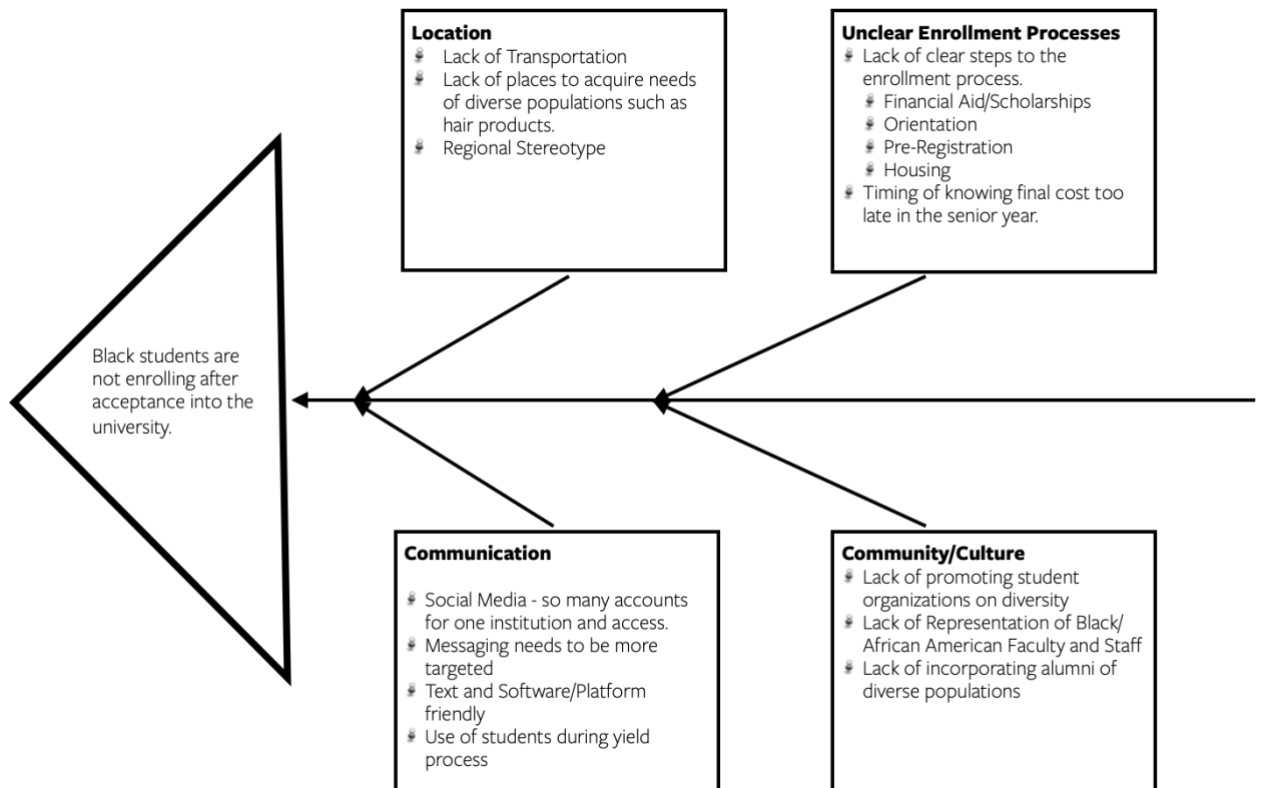 Location
Lack of Transportation
Lack of places to acquire needs
of diverse populations such as
hair products.
Regional Stereotype
Unclear Enrollment Processes
Lack of clear steps to the
enrollment process.
Financial Aid/Scholarships
Orientation
Pre-Registration
Housing
Timing of knowing final cost too
late in the senior year.
Black students are
not enrolling after
acceptance into the
university.
Communication
Social Media - so many accounts
for one institution and access.
Messaging needs to be more
targeted
Text and Software/Platform
friendly
Use of students during yield
process
Community/Culture
Lack of promoting student
organizations on diversity
Lack of Representation of Black/
African American Faculty and Staff
Lack of incorporating alumni of
diverse populations